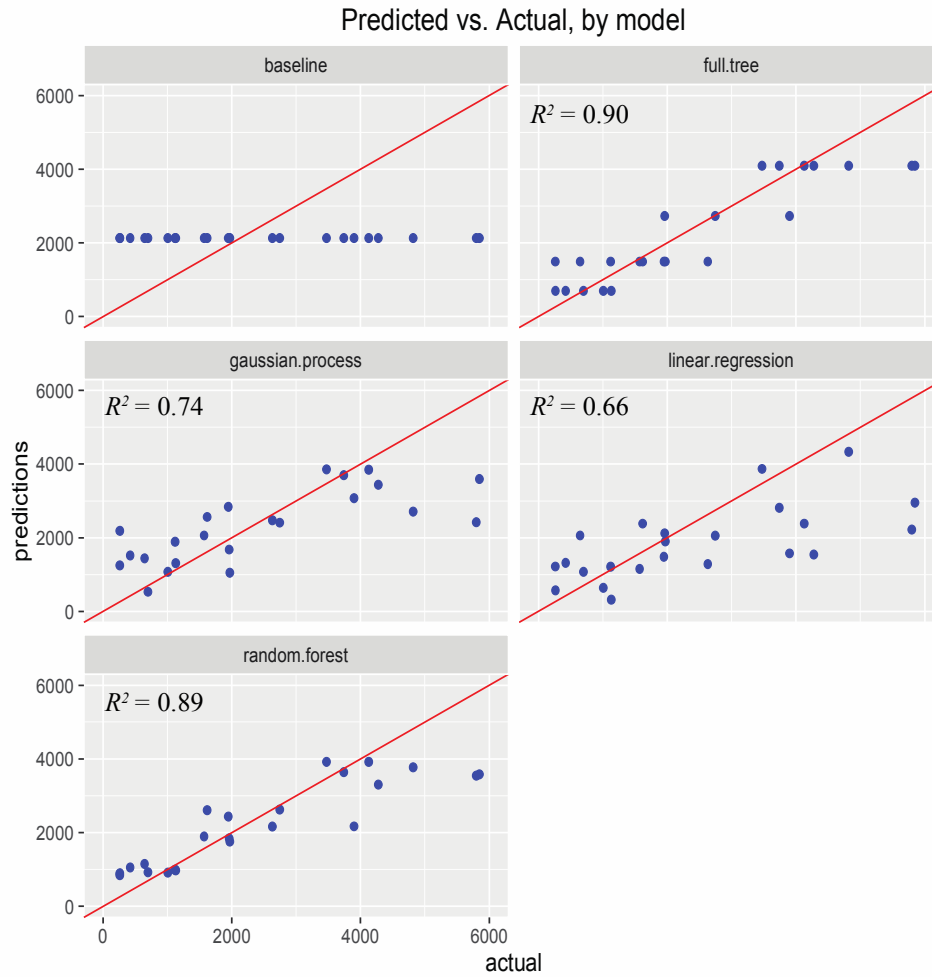 Predicted vs. Actual, by model
baseline
full.tree
6000
4000
2000
0
R² = 0.90
gaussian.process
linear.regression
6000
4000
2000
0
R² = 0.74
R² = 0.66
predictions
random.forest
6000
4000
2000
0
R² = 0.89
0 2000 4000 6000
actual